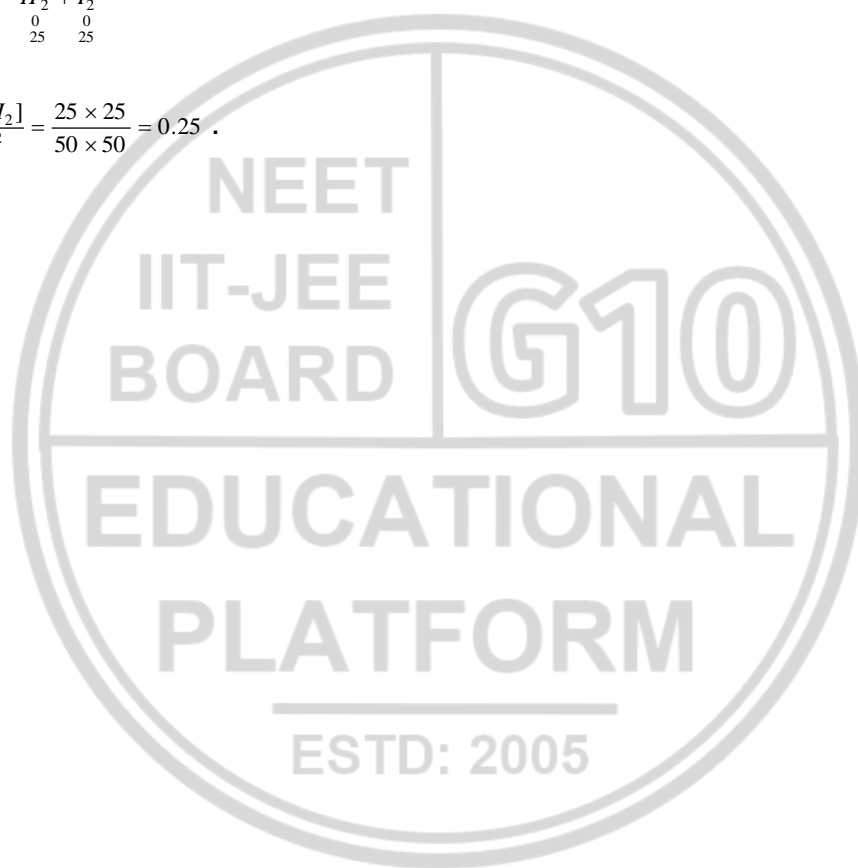 H₂ + I₂
0 0
25 25
I₂] / ² = 25 × 25 / 50 × 50 = 0.25 .
NEET
IIT-JEE
BOARD
G10
EDUCATIONAL
PLATFORM
ESTD: 2005